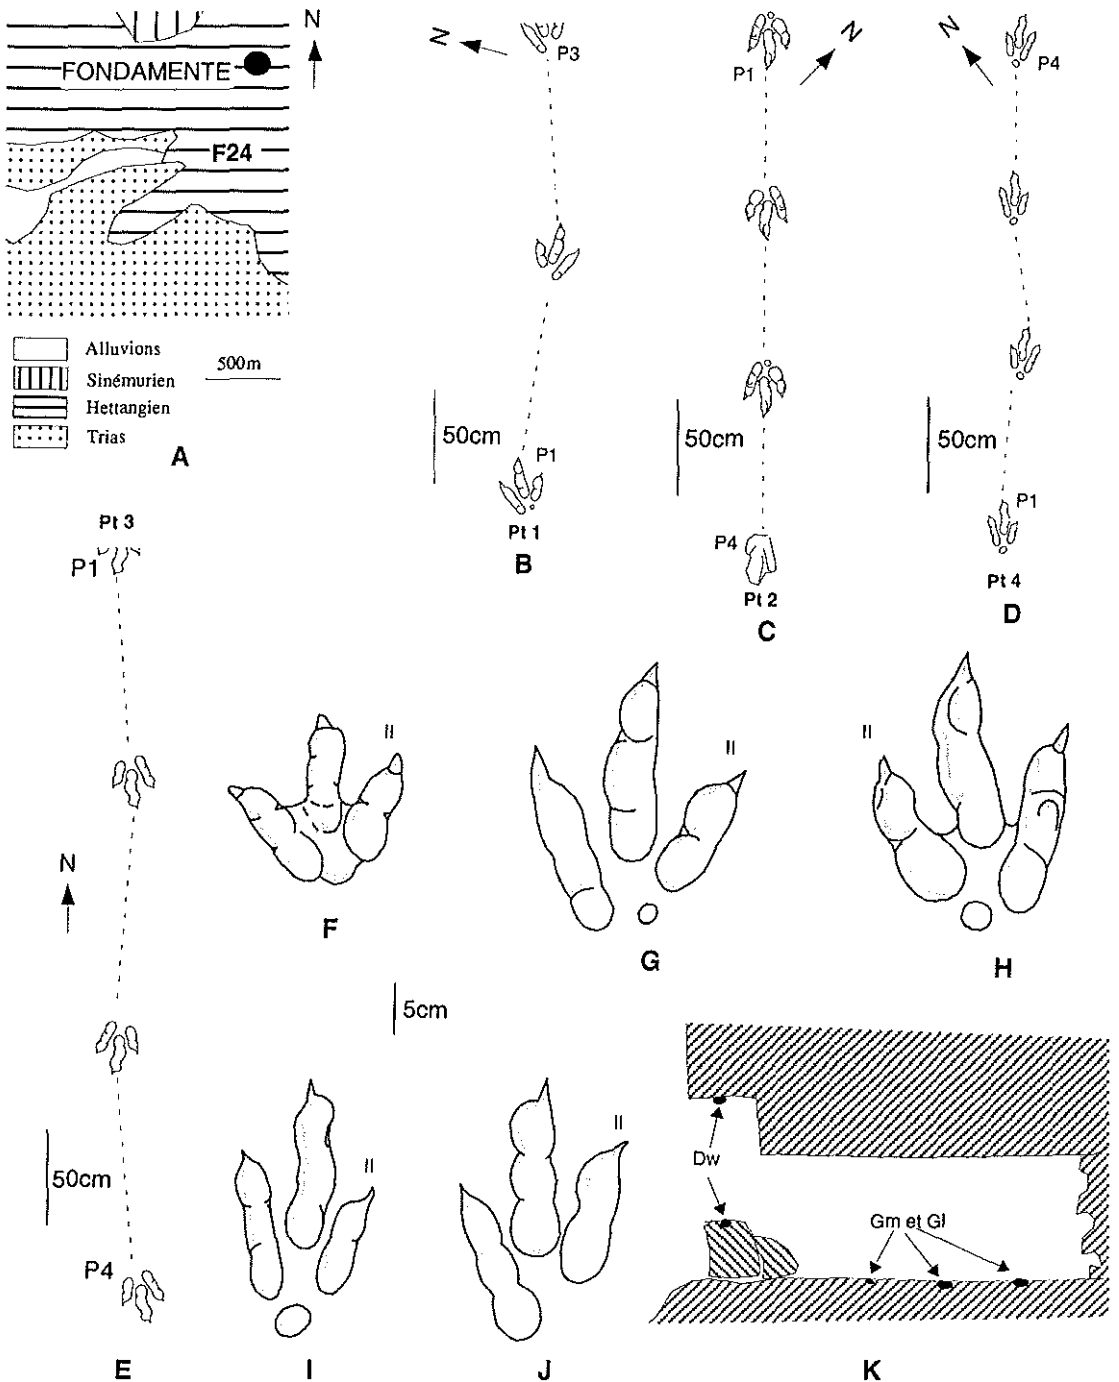 N
FONDAMENTE
F24
Alluvions
Sinémurien
Hettangien
Trias
500m
A
N
P3
50cm
P1
Pt 1
B
P1
N
50cm
P4
Pt 2
C
N
P4
50cm
P1
Pt 4
D
Pt 3
P1
N
50cm
P4
E
II
F
II
G
II
H
5cm
II
I
II
J
Dw
Gm et Gl
K